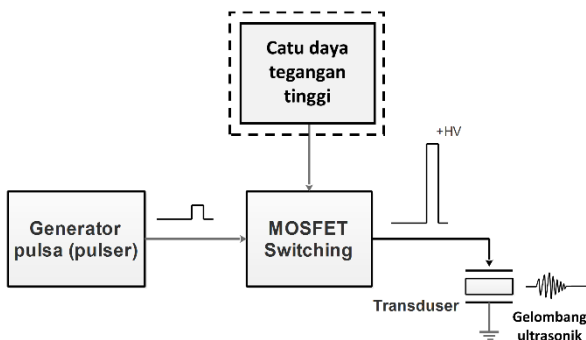 Catu daya
tegangan
tinggi
+HV
Generator
pulsa (pulser)
MOSFET
Switching
Transduser
Gelombang
ultrasonik